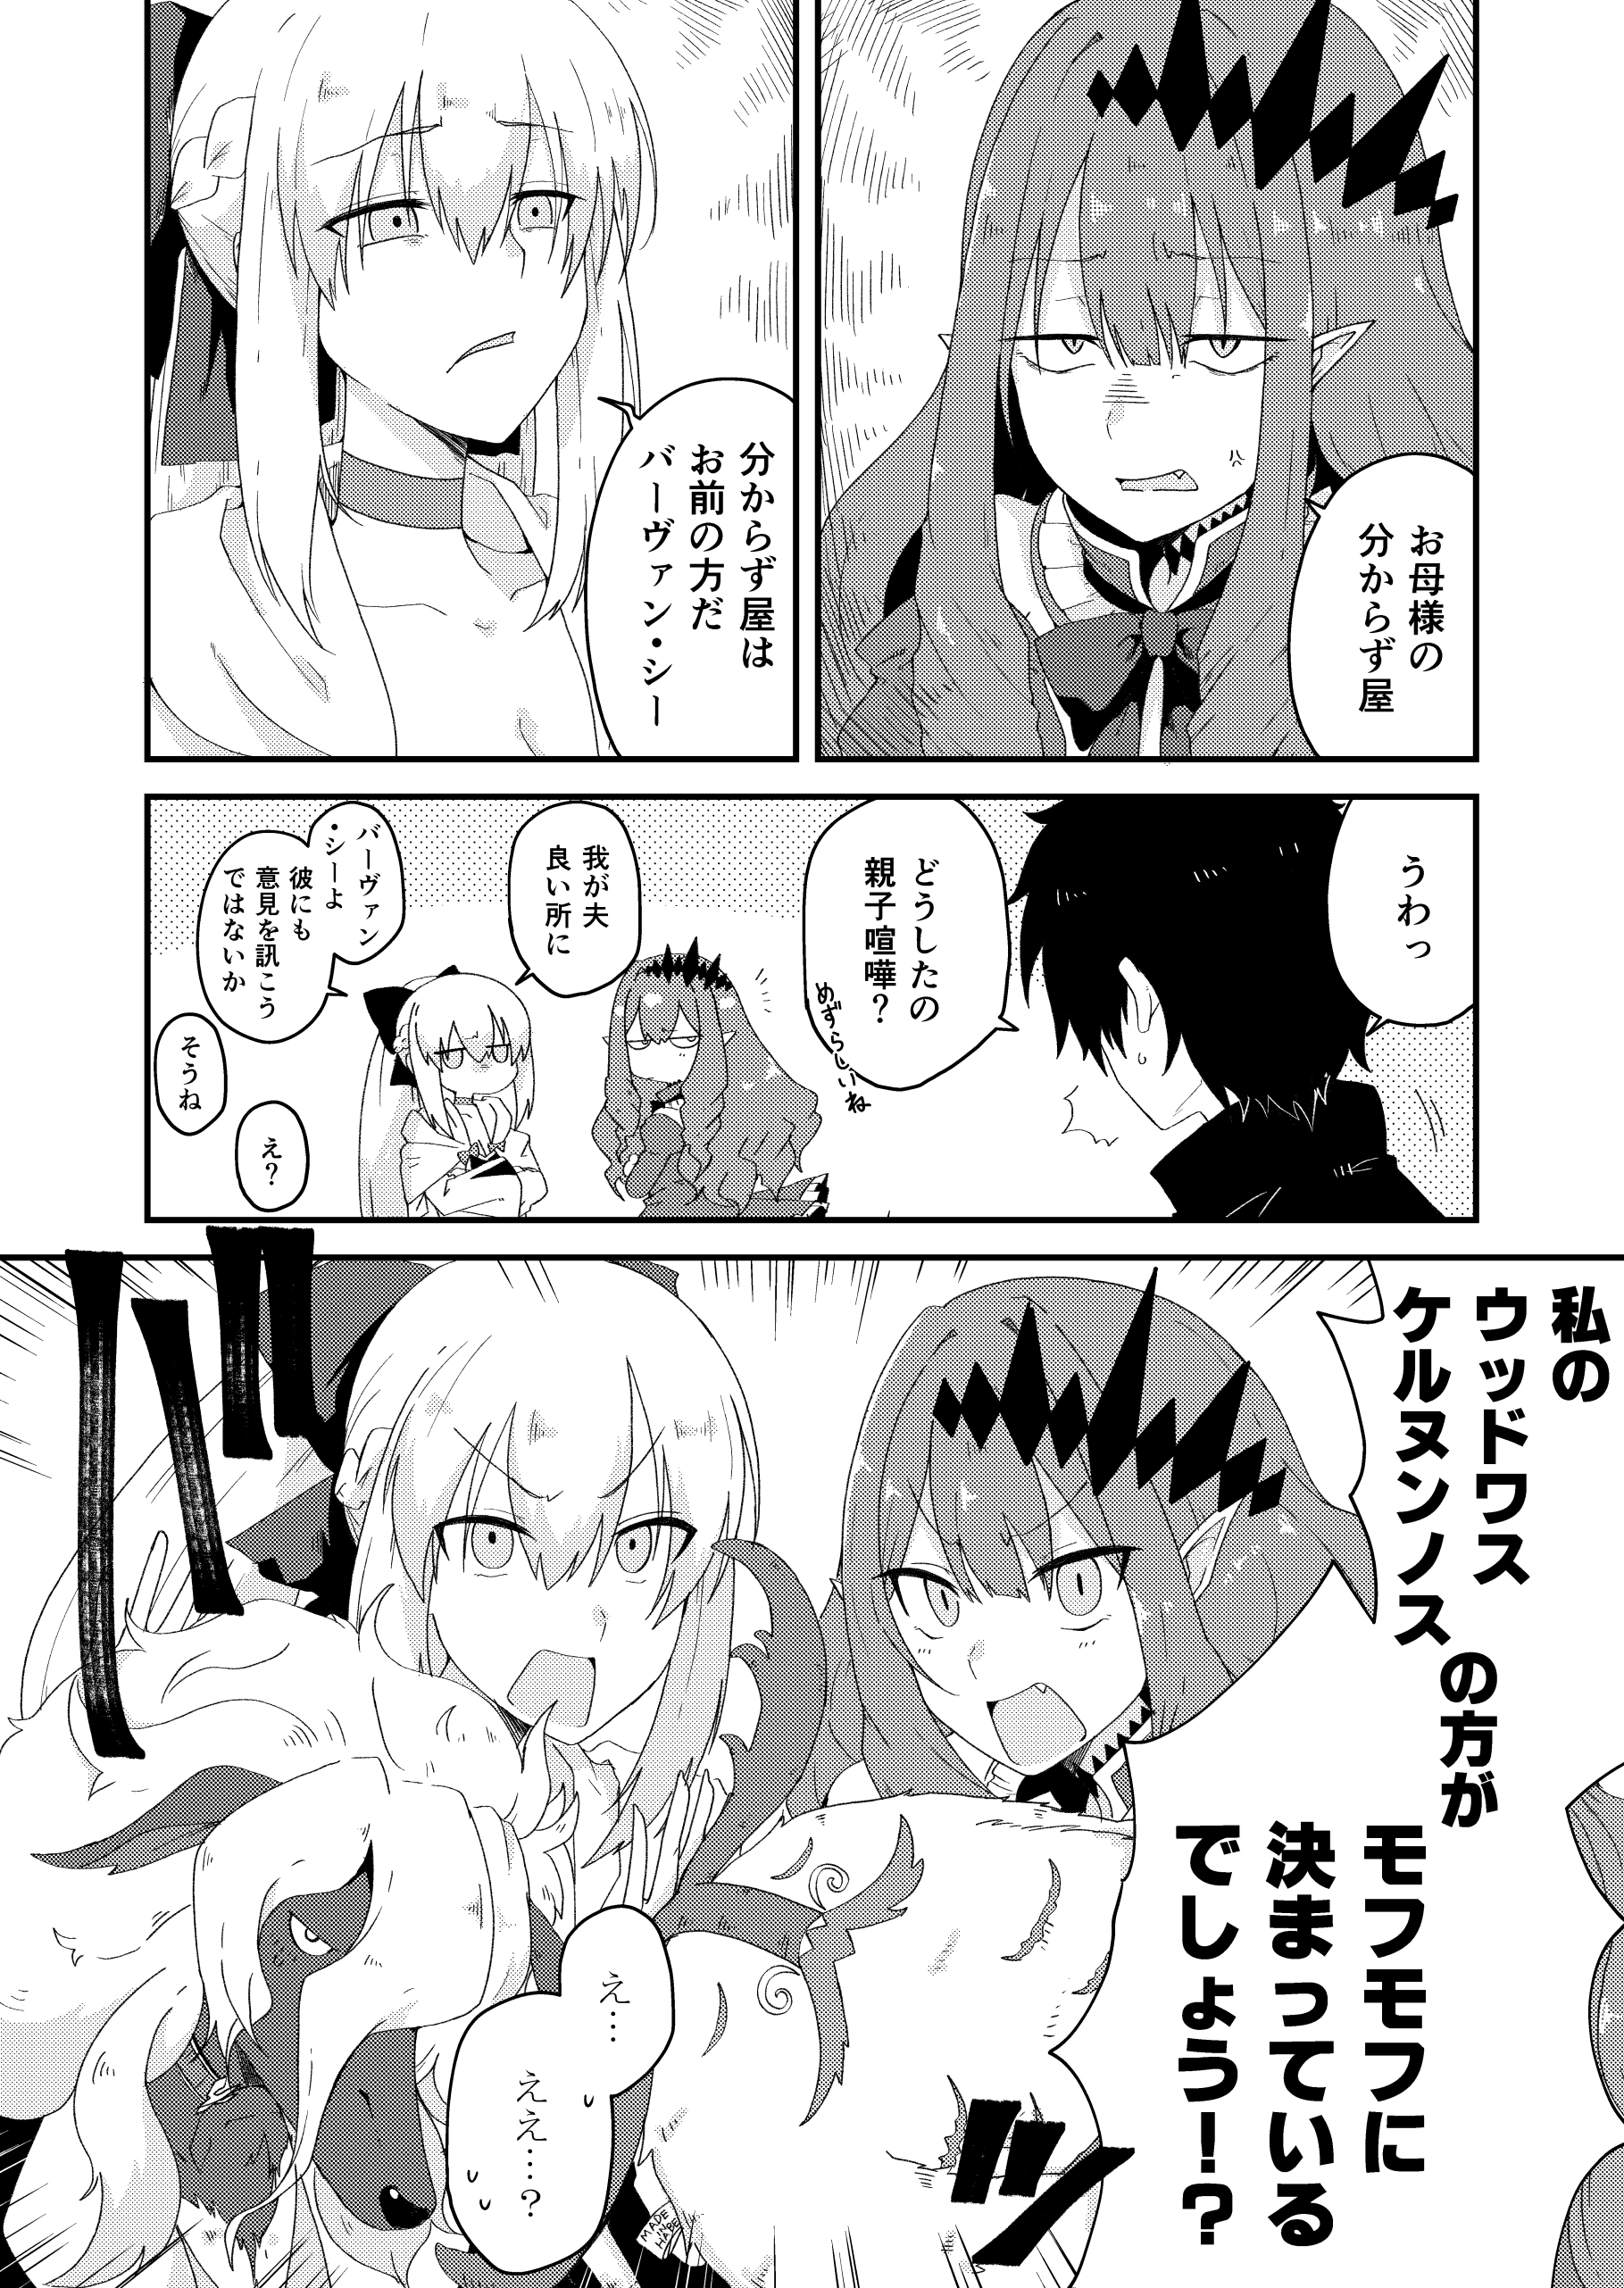 お母様の
分からず屋
分からず屋は
お前の方だ
バーヴァン・シー
うわっ
どうしたの
親子喧嘩？
めずらしいね
我が夫
良い所に
バーヴァン
・シーよ
彼にも
意見を訊こう
ではないか
そうね
え？
私の
ウッドワス
ケルヌンノス
の方が
モフモフに
決まっている
でしょう！？
え…
ええ…？
MADE
IN
HABE